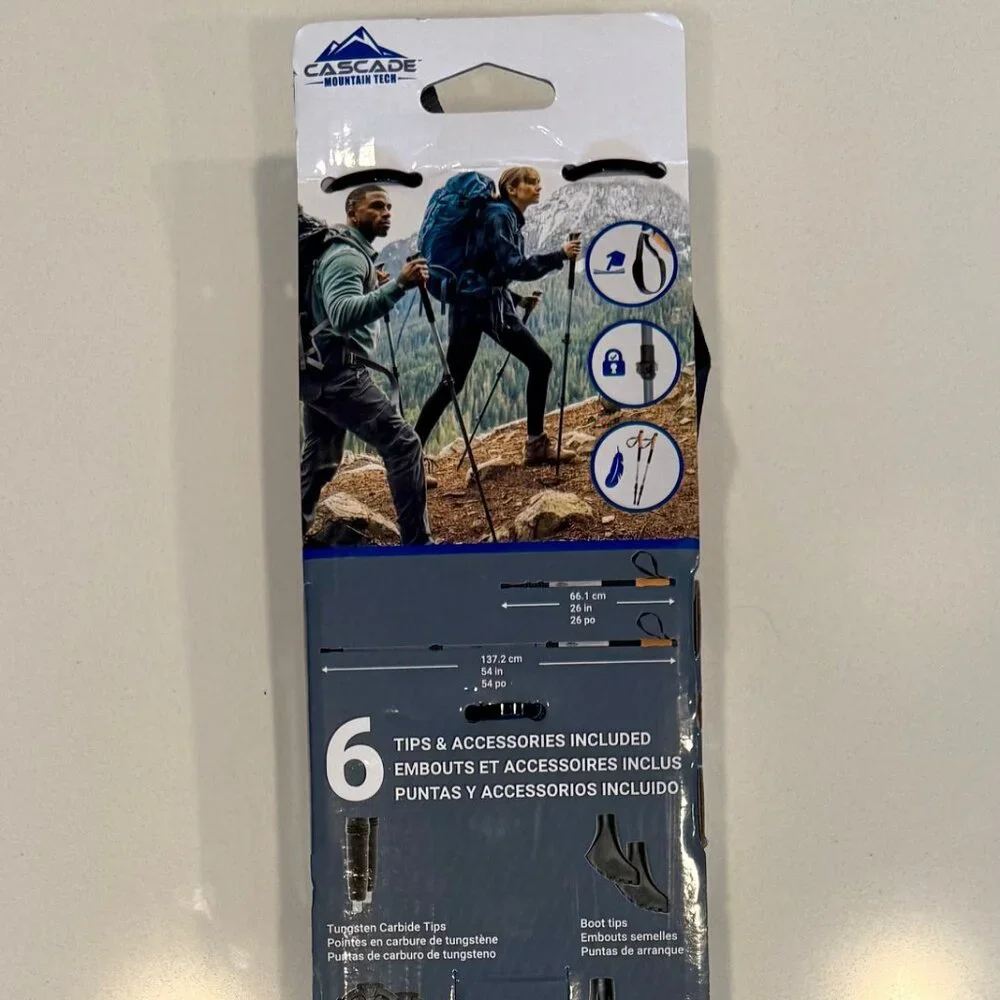 CASCADE
MOUNTAIN TECH
66.1 cm
26 in
26 po
137.2 cm
54 in
54 po
6
TIPS & ACCESSORIES INCLUDED
EMBOUTS ET ACCESSOIRES INCLUS
PUNTAS Y ACCESSORIOS INCLUIDO
Tungsten Carbide Tips
Pointes en carbure de tungstène
Puntas de carburo de tungsteno
Boot tips
Embouts semelles
Puntas de arranque